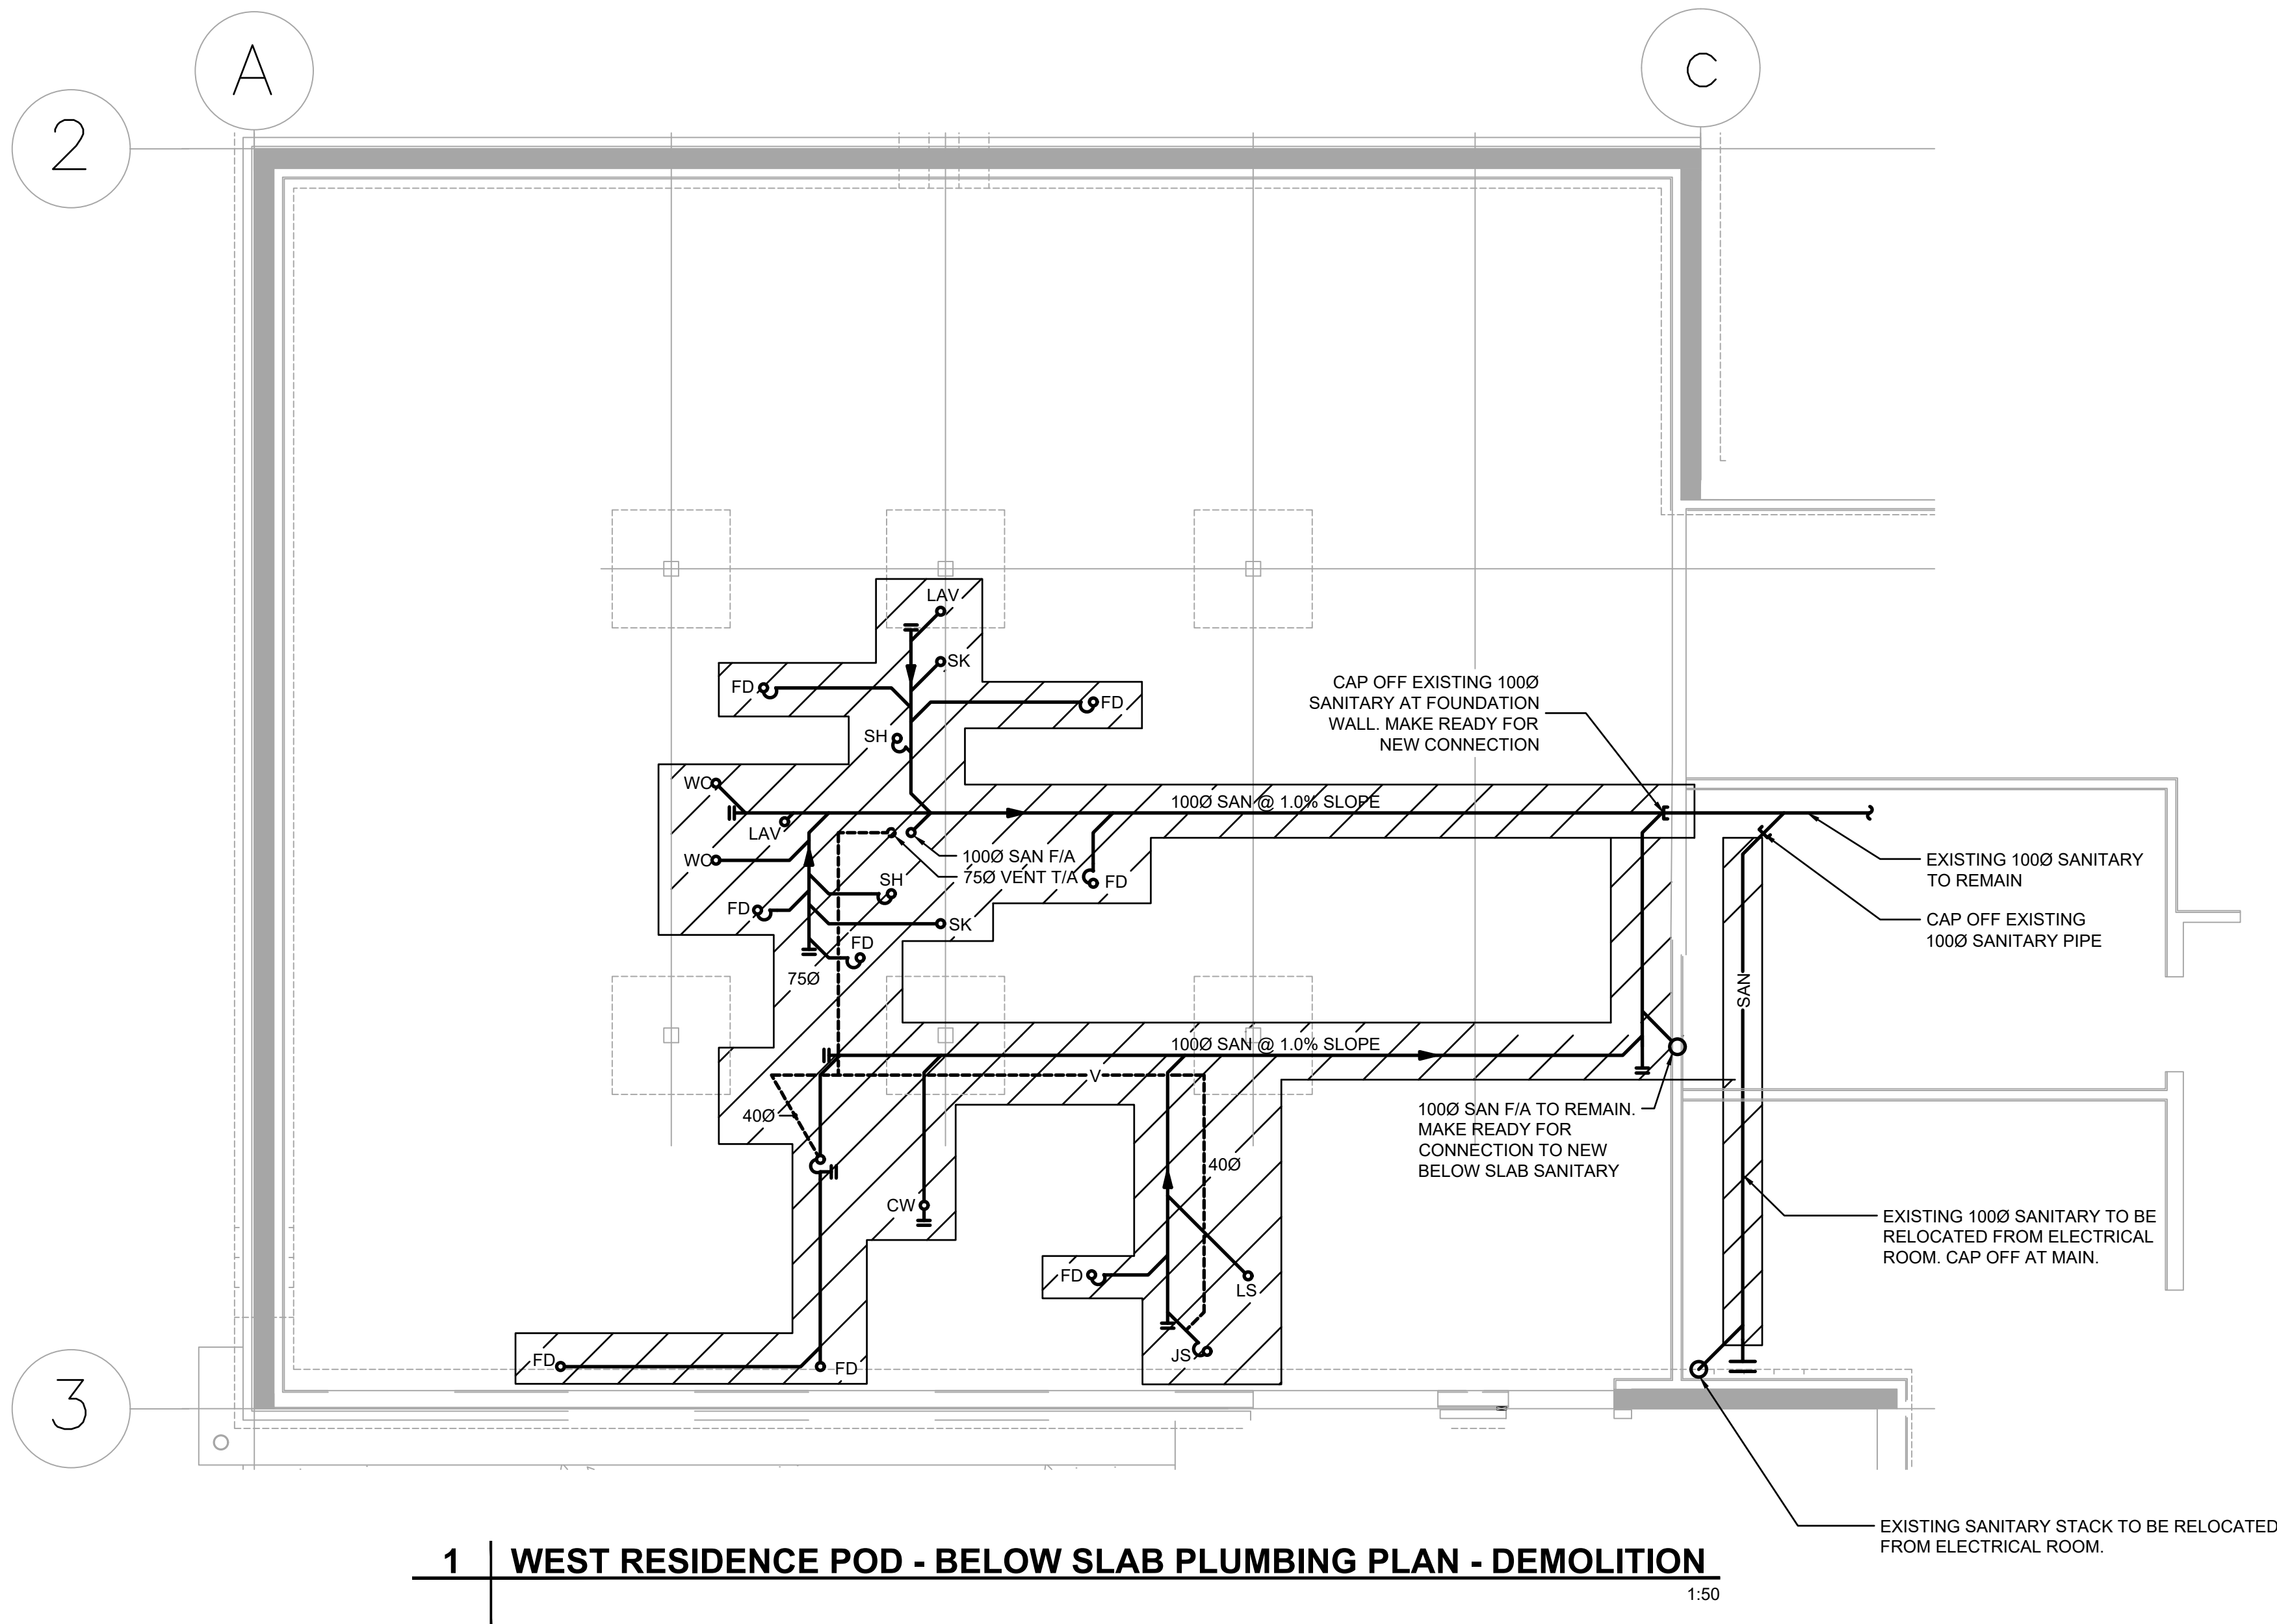 A
C
2
LAV
SK
FD
FD
SH
CAP OFF EXISTING 100Ø
SANITARY AT FOUNDATION
WALL. MAKE READY FOR
NEW CONNECTION
WC
100Ø SAN @ 1.0% SLOPE
LAV
WC
100Ø SAN F/A
75Ø VENT T/A
SH
FD
FD
SK
FD
EXISTING 100Ø SANITARY
TO REMAIN
CAP OFF EXISTING
100Ø SANITARY PIPE
75Ø
SAN
100Ø SAN @ 1.0% SLOPE
V
40Ø
100Ø SAN F/A TO REMAIN.
MAKE READY FOR
CONNECTION TO NEW
BELOW SLAB SANITARY
40Ø
CW
EXISTING 100Ø SANITARY TO BE
RELOCATED FROM ELECTRICAL
ROOM. CAP OFF AT MAIN.
FD
LS
JS
FD
FD
3
EXISTING SANITARY STACK TO BE RELOCATED
FROM ELECTRICAL ROOM.
1 WEST RESIDENCE POD - BELOW SLAB PLUMBING PLAN - DEMOLITION
1:50